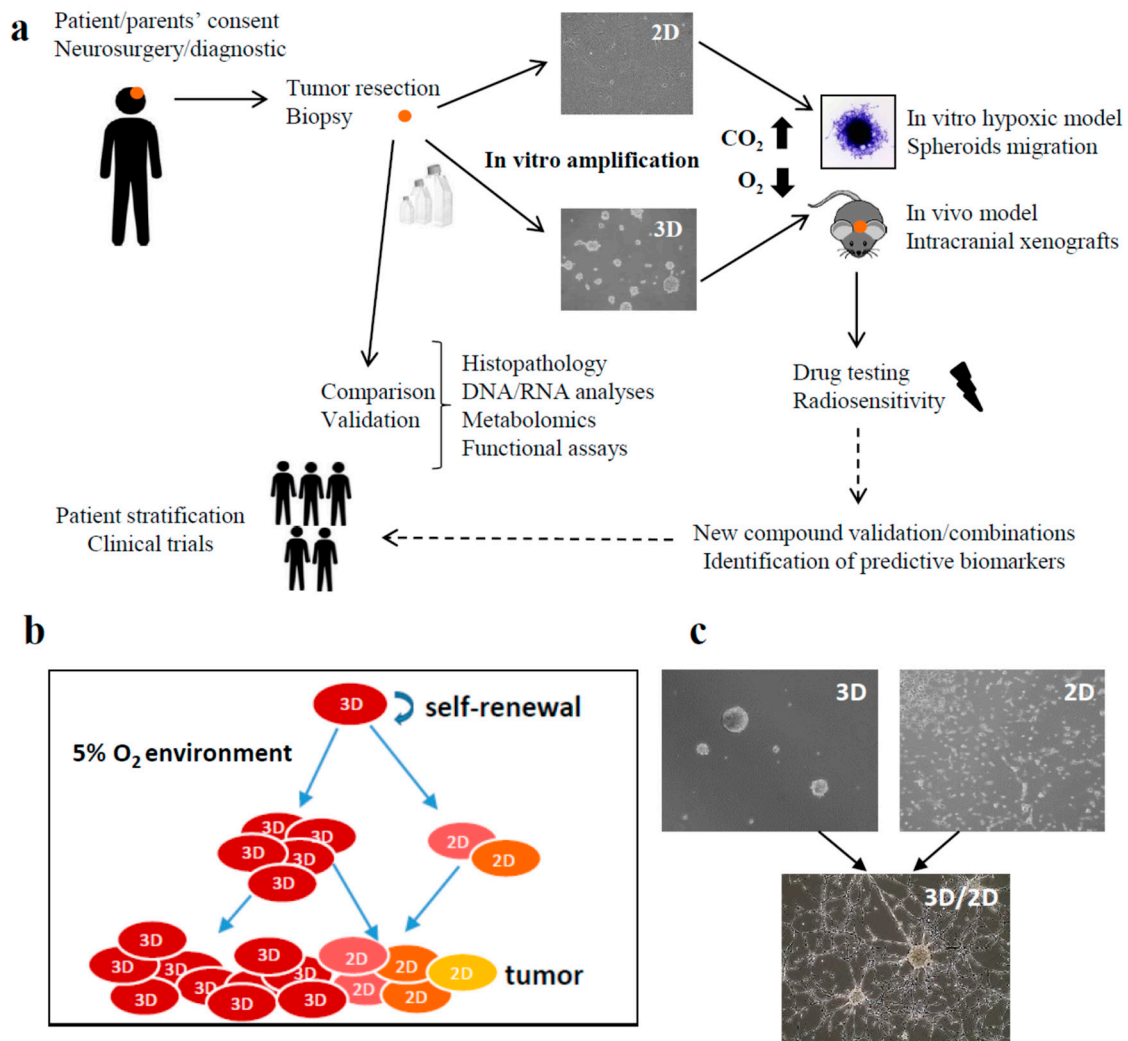 a
Patient/parents’ consent
Neurosurgery/diagnostic
Tumor resection
Biopsy
2D
In vitro amplification
3D
CO₂
O₂
In vitro hypoxic model
Spheroids migration
In vivo model
Intracranial xenografts
Comparison
Validation
Histopathology
DNA/RNA analyses
Metabolomics
Functional assays
Drug testing
Radiosensitivity
New compound validation/combinations
Identification of predictive biomarkers
Patient stratification
Clinical trials
b
3D
self-renewal
5% O₂ environment
3D
3D
3D
3D
3D
2D
2D
3D
3D
3D
3D
3D
3D
3D
3D
3D
2D
2D
2D
2D
2D
tumor
c
3D
2D
3D/2D